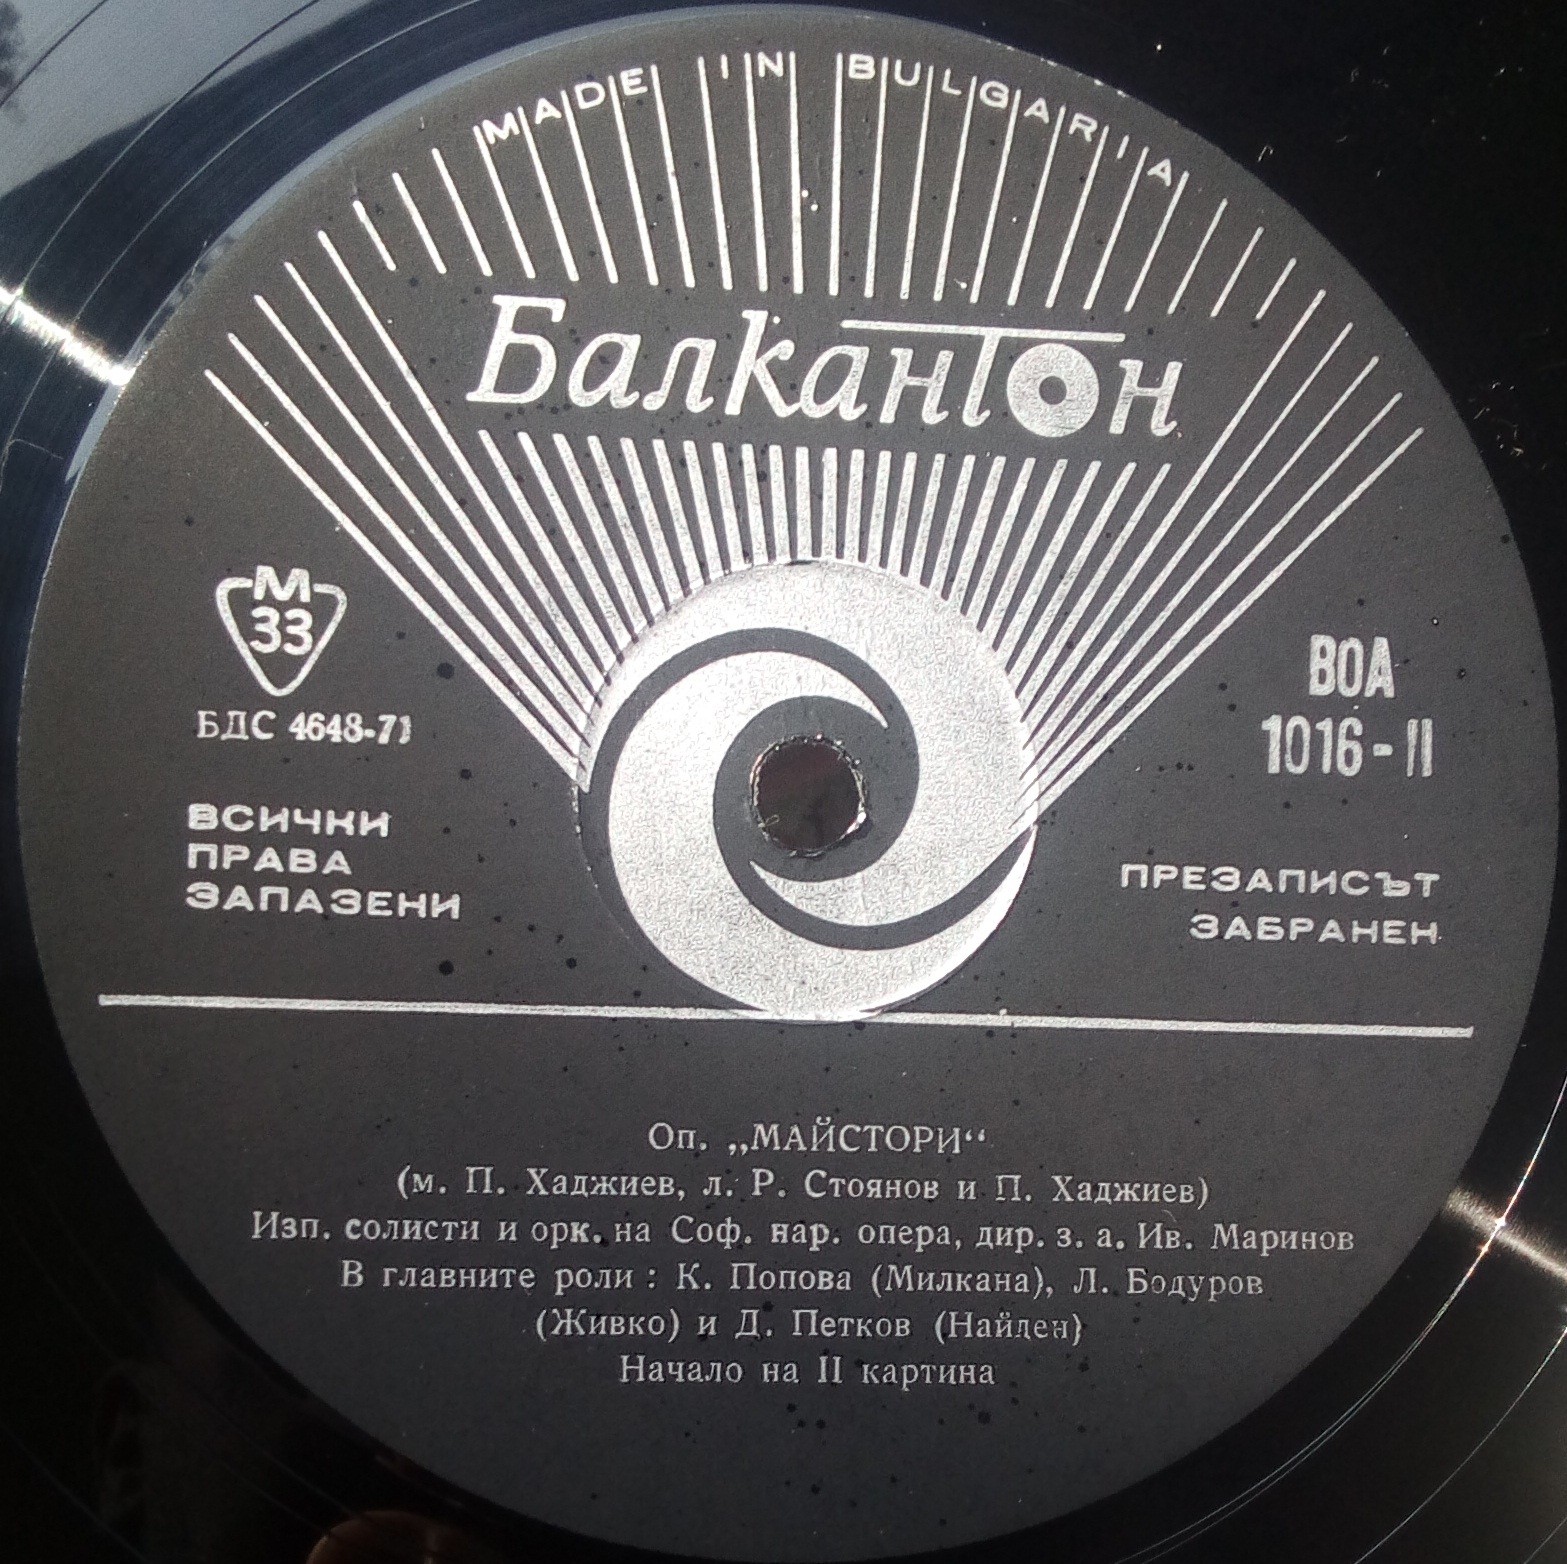 MADE IN BULGARIA
Балкантон
М
33
БДС 4648-71
ВОА
1016-II
ВСИЧКИ
ПРАВА
ЗАПАЗЕНИ
ПРЕЗАПИСЪТ
ЗАБРАНЕН
Оп. „МАЙСТОРИ“
(м. П. Хаджиев, л. Р. Стоянов и П. Хаджиев)
Изп. солисти и орк. на Соф. нар. опера, дир. з. а. Ив. Маринов
В главните роли : К. Попова (Милкана), Л. Бодуров
(Живко) и Д. Петков (Найден)
Начало на II картина